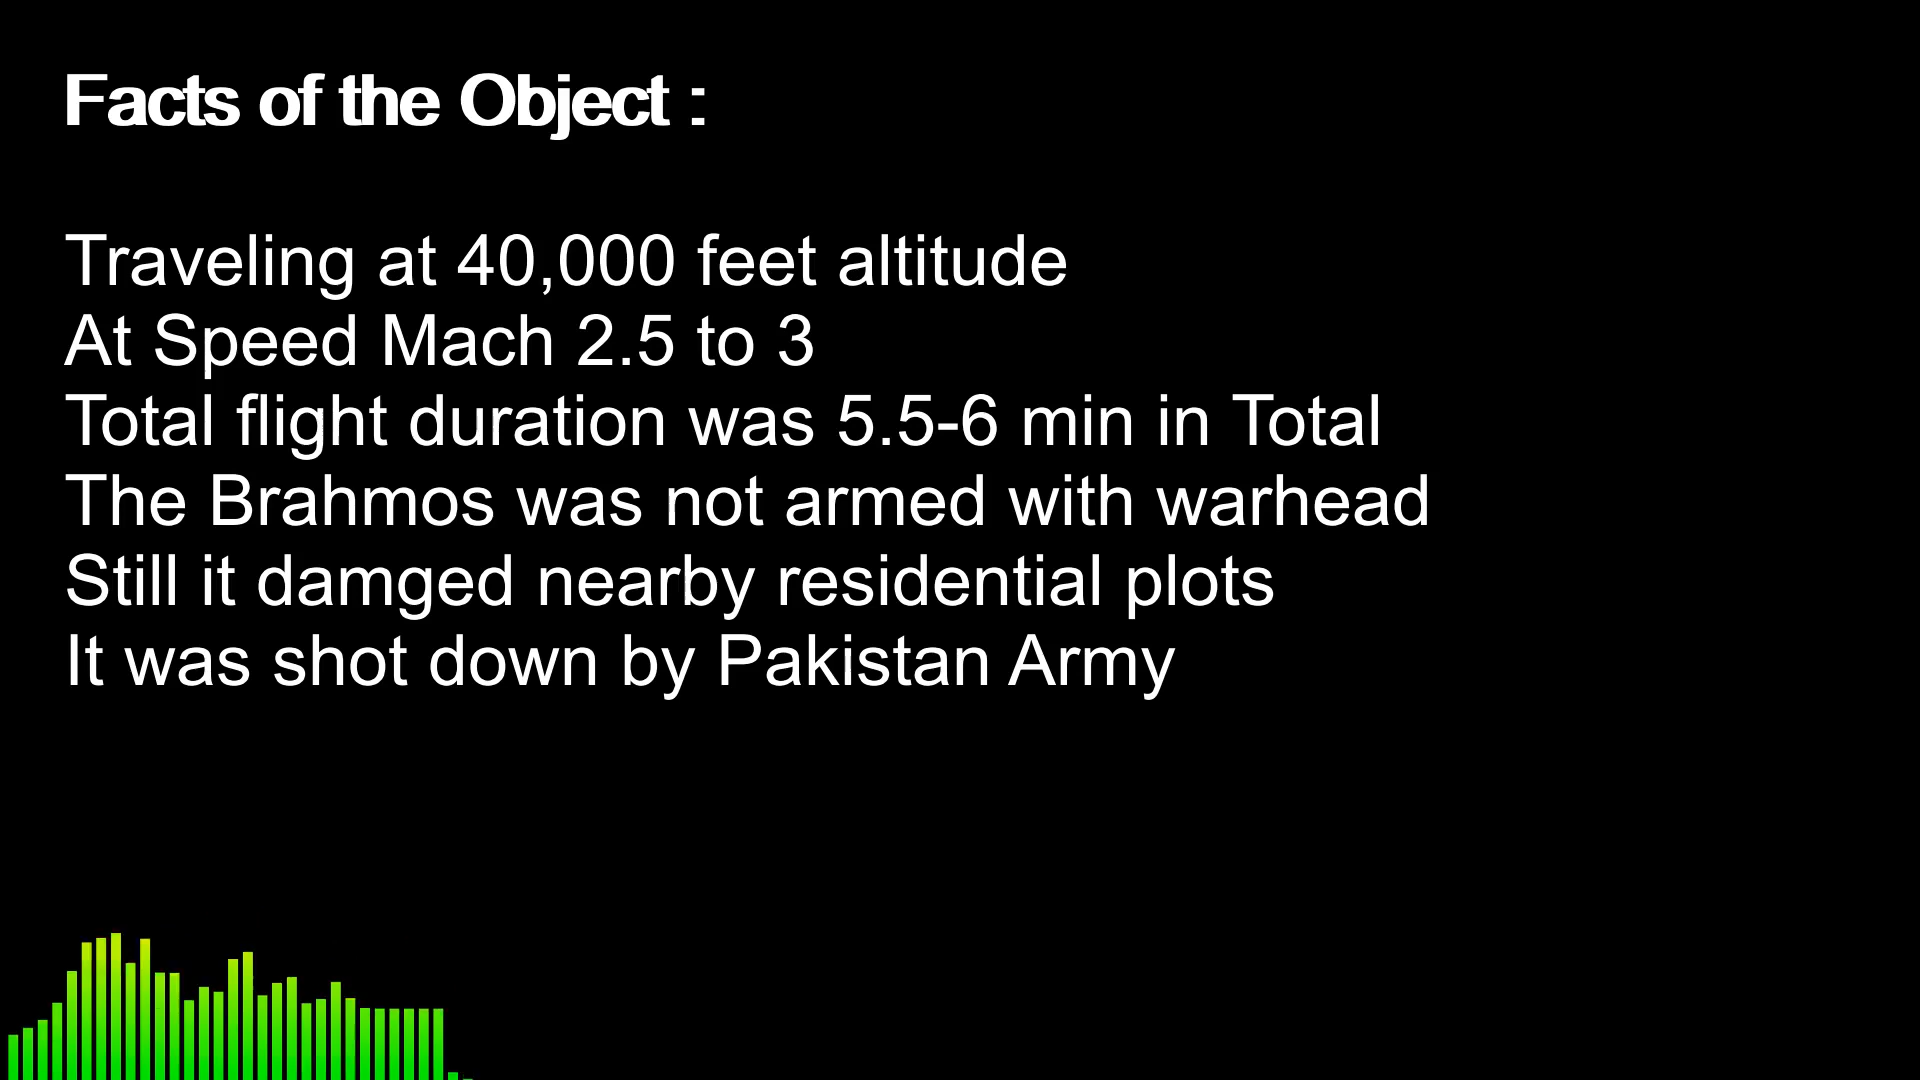 Facts of the Object :
Traveling at 40,000 feet altitude
At Speed Mach 2.5 to 3
Total flight duration was 5.5-6 min in Total
The Brahmos was not armed with warhead
Still it damged nearby residential plots
It was shot down by Pakistan Army